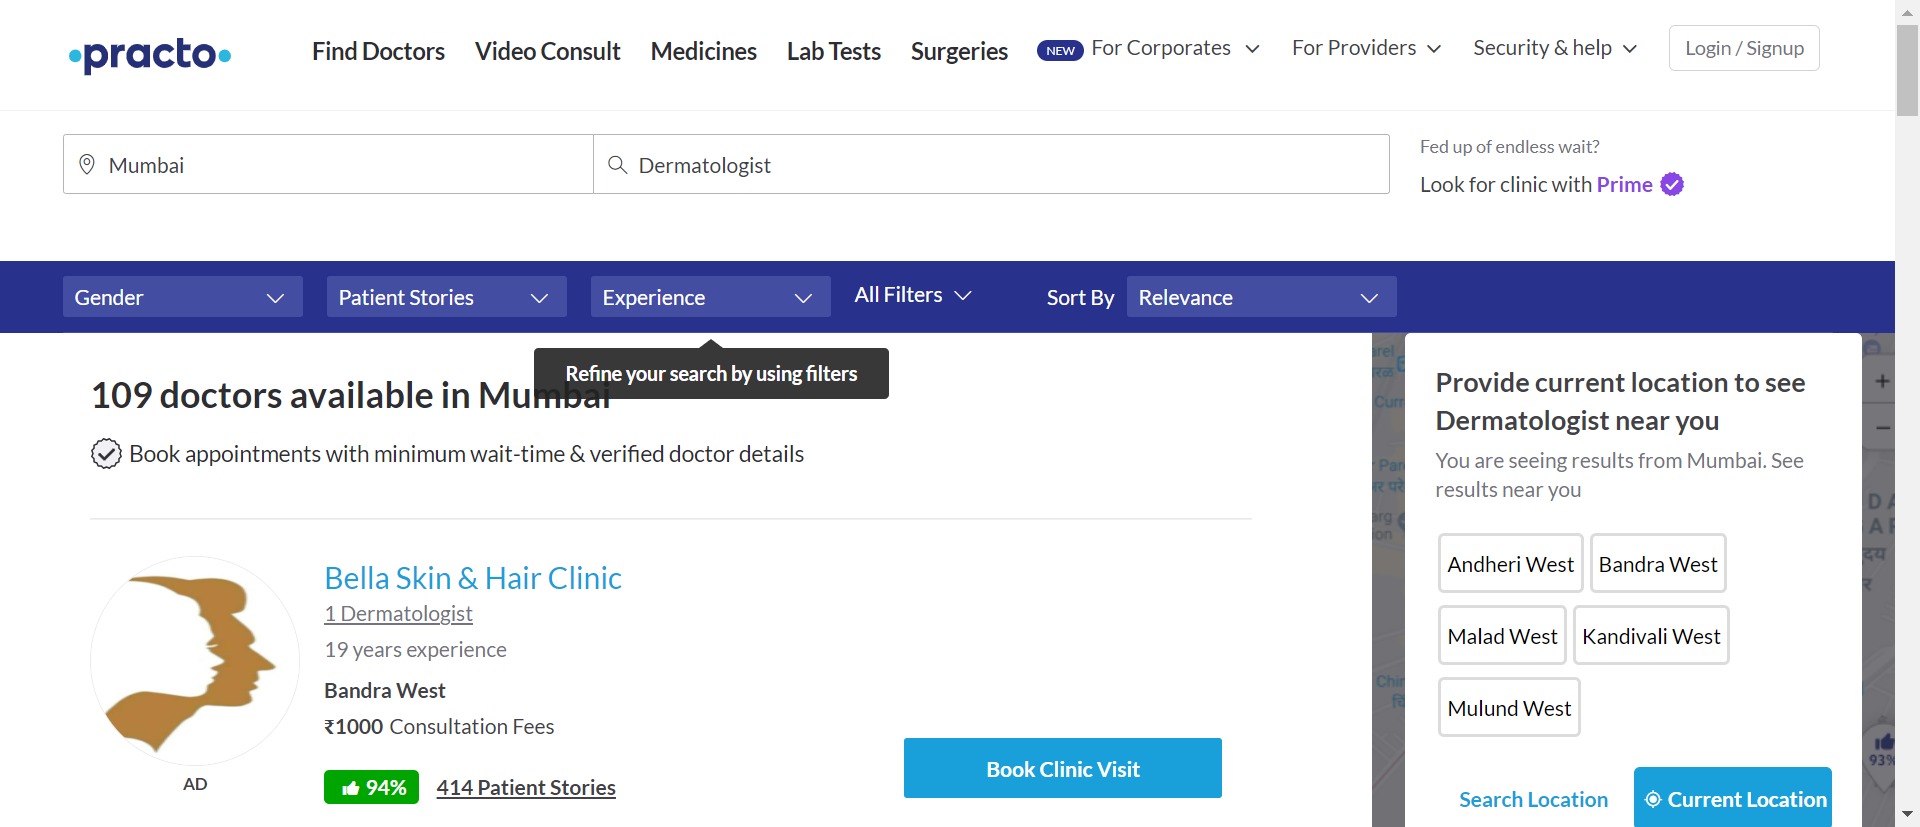 practo
Find Doctors
Video Consult
Medicines
Lab Tests
Surgeries
NEW
For Corporates
For Providers
Security & help
Login / Signup
Mumbai
Dermatologist
Fed up of endless wait?
Look for clinic with Prime
Gender
Patient Stories
Experience
All Filters
Sort By
Relevance
Refine your search by using filters
109 doctors available in Mumbai
Book appointments with minimum wait-time & verified doctor details
Bella Skin & Hair Clinic
1 Dermatologist
19 years experience
Bandra West
₹1000 Consultation Fees
94%
414 Patient Stories
AD
Book Clinic Visit
Provide current location to see
Dermatologist near you
You are seeing results from Mumbai. See
results near you
Andheri West
Bandra West
Malad West
Kandivali West
Mulund West
Search Location
Current Location
93%